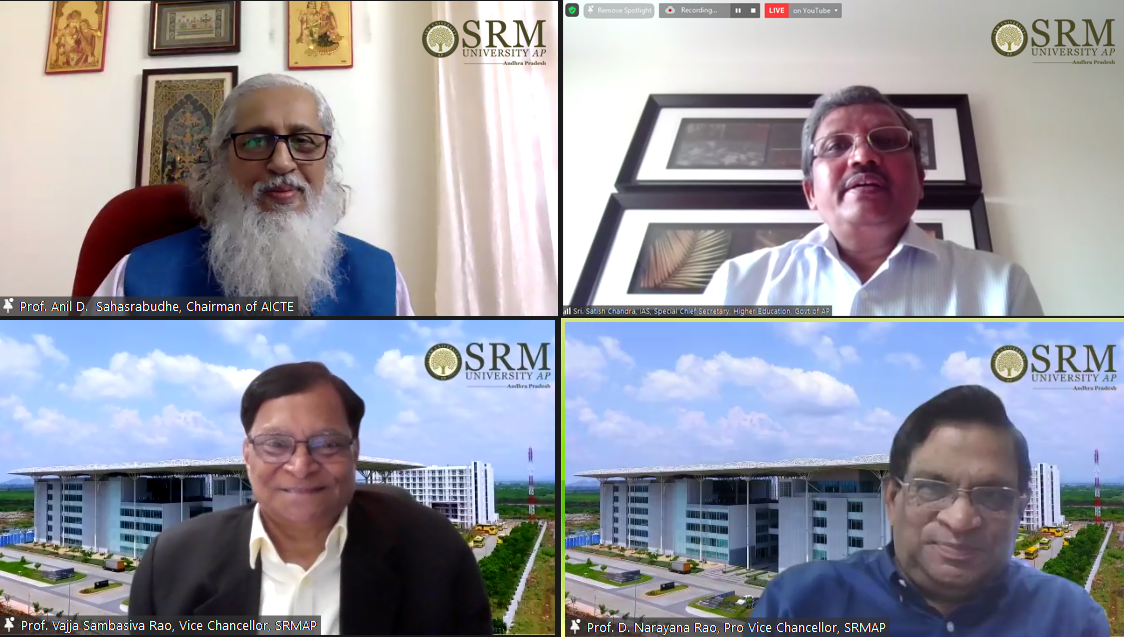 SRM
UNIVERSITY AP
Andhra Pradesh
Prof. Anil D. Sahasrabudhe, Chairman of AICTE
Remove Spotlight
Recording...
LIVE on YouTube
SRM
UNIVERSITY AP
Andhra Pradesh
Sri. Satish Chandra, IAS, Special Chief Secretary, Higher Education, Govt of AP
SRM
UNIVERSITY AP
Andhra Pradesh
Prof. Vajja Sambasiva Rao, Vice Chancellor, SRMAP
SRM
UNIVERSITY AP
Andhra Pradesh
Prof. D. Narayana Rao, Pro Vice Chancellor, SRMAP